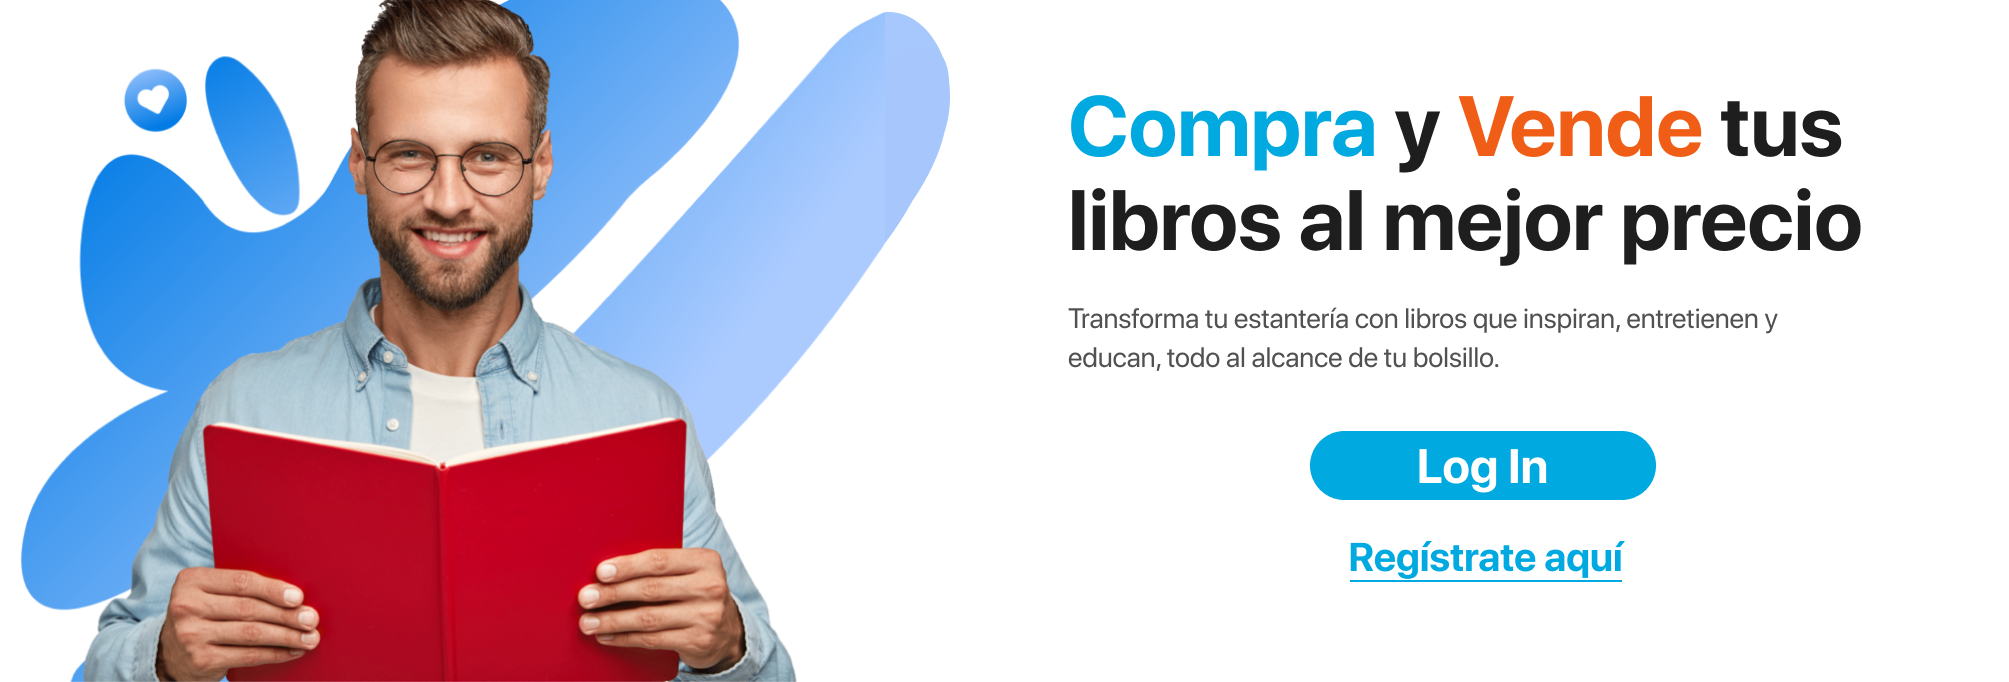 Compra y Vende tus
libros al mejor precio
Transforma tu estantería con libros que inspiran, entretienen y
educan, todo al alcance de tu bolsillo.
Log In
Regístrate aquí